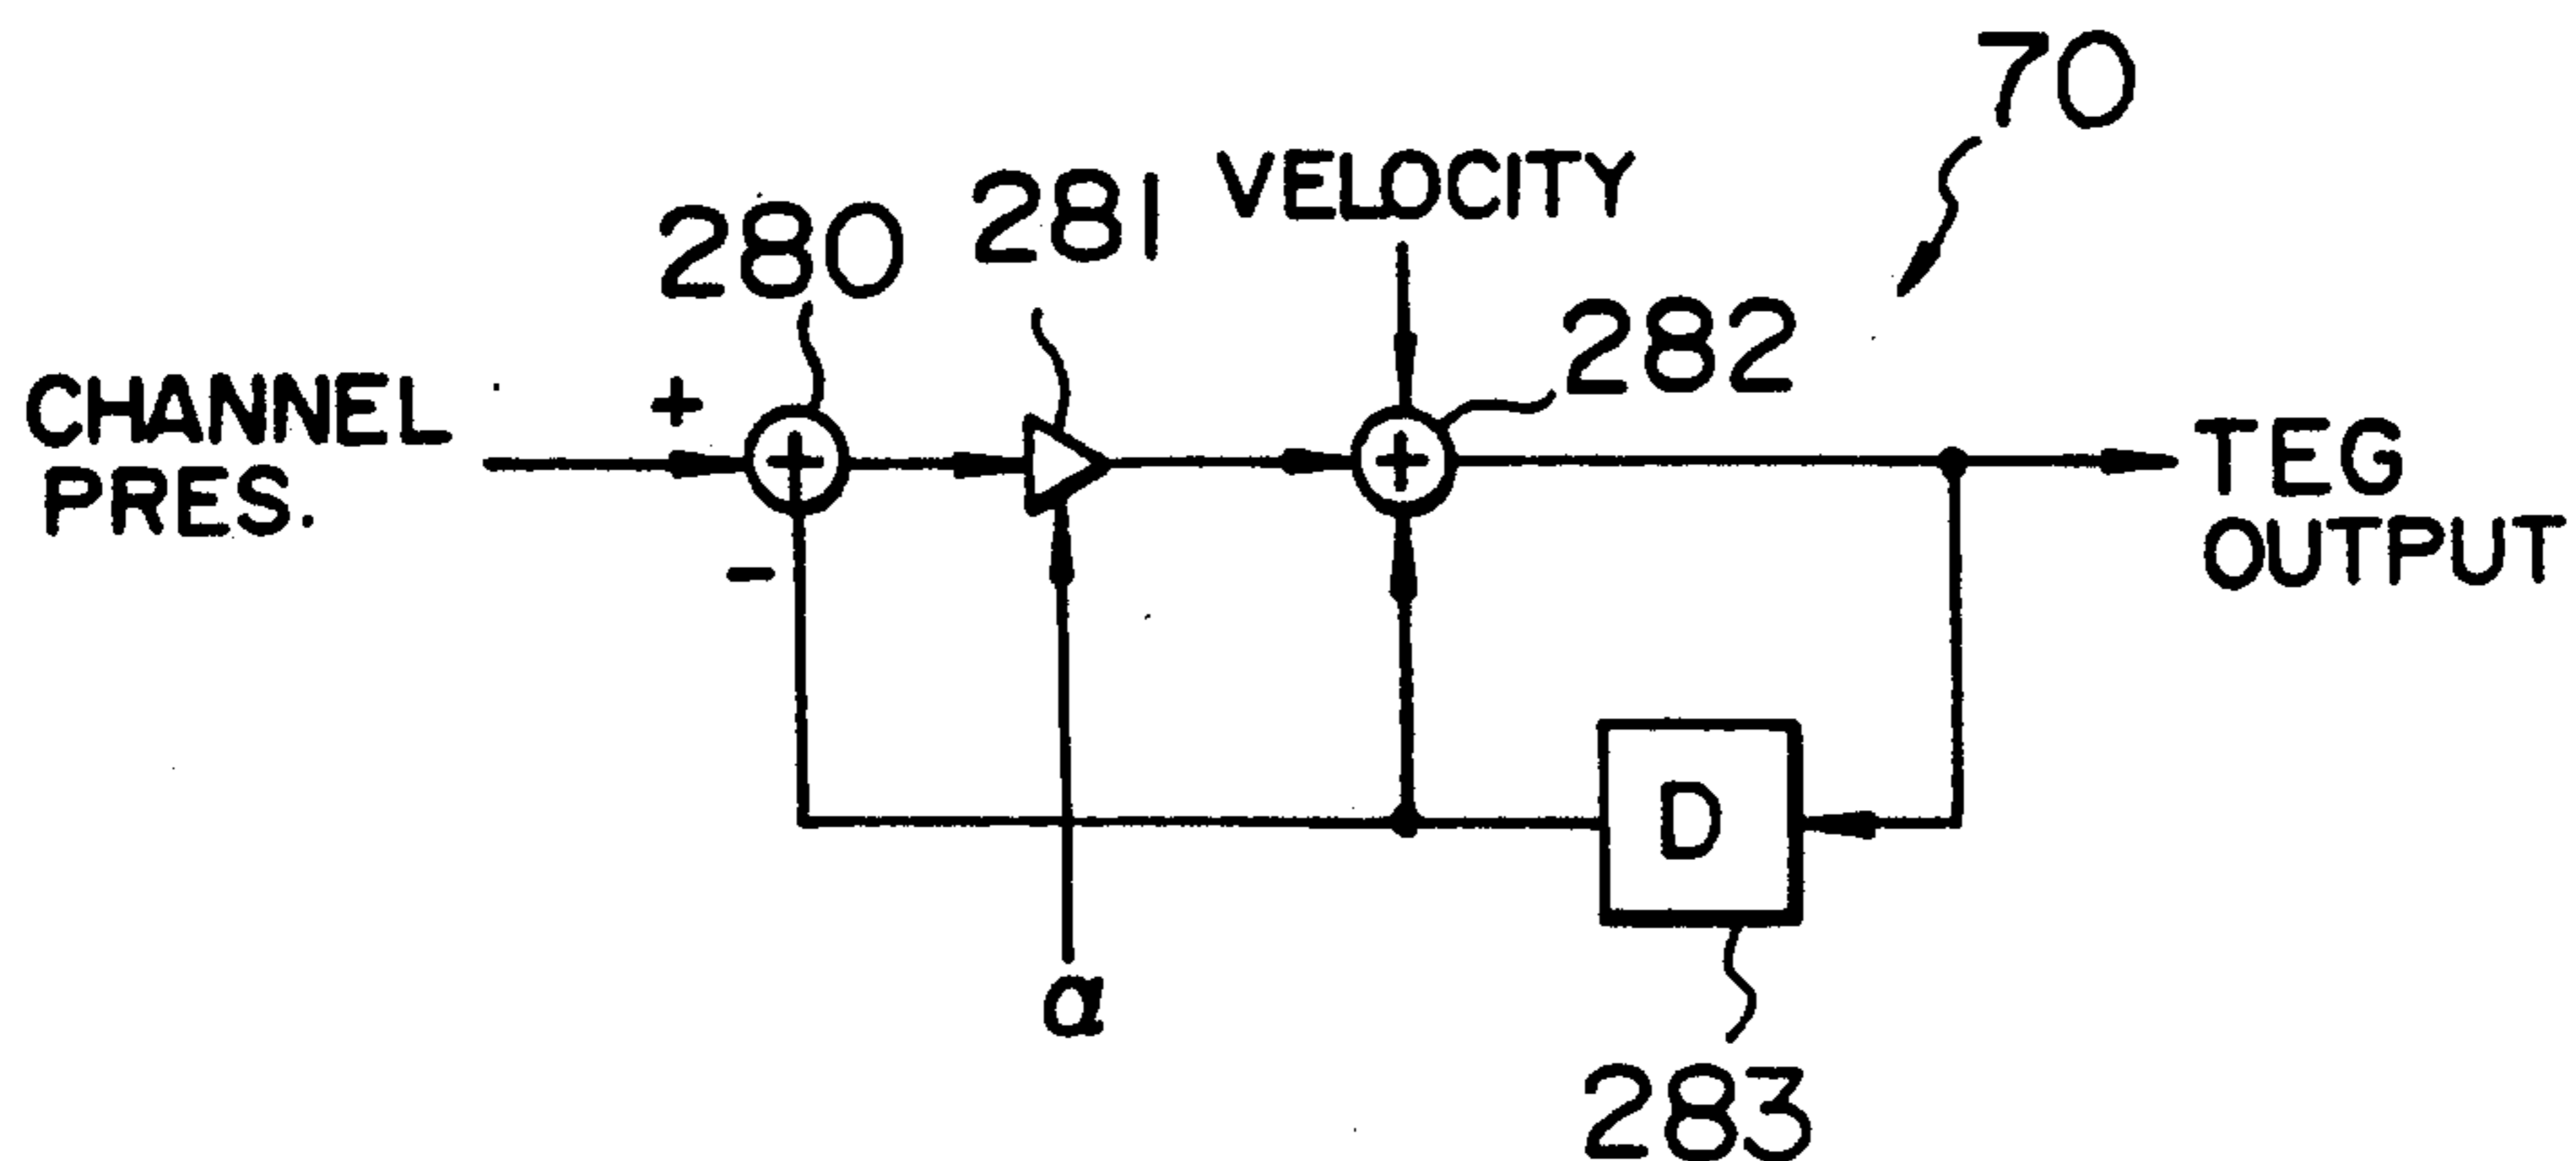 70
VELOCITY
280
281
282
CHANNEL
PRES.
+
-
+
+
TEG
OUTPUT
D
α
283